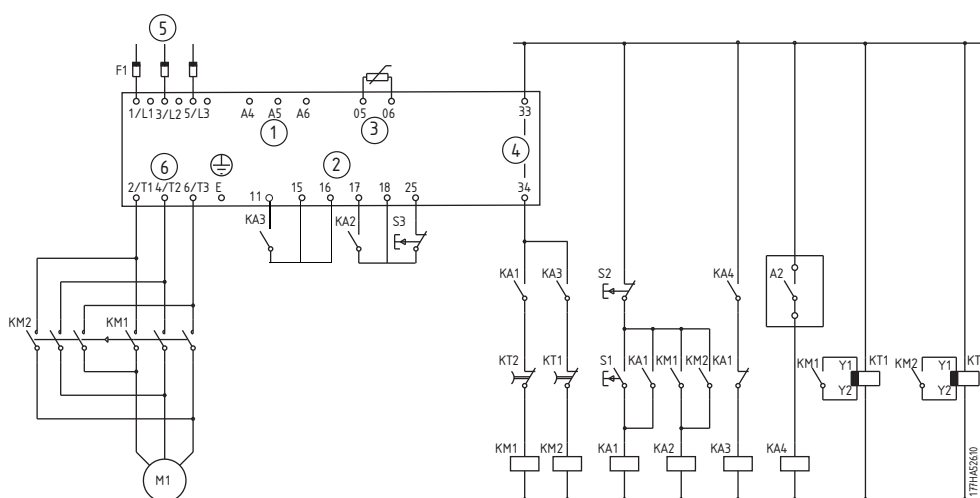 5
F1
1/L1 3/L2 5/L3
A4 A5 A6
05 06
33
1
3
4
6
2
2/T1 4/T2 6/T3 E
11 15 16 17 18 25
34
KA3
KA2
S3
KA1 KA3
S2
KA4
A2
KM2
KM1
KT2 KT1
S1 KA1 KM1 KM2 KA1
KM1 Y1 KT1
Y2
KM2 Y1 KT
Y2
KM1 KM2 KA1 KA2 KA3 KA4
M1
177HA526.10